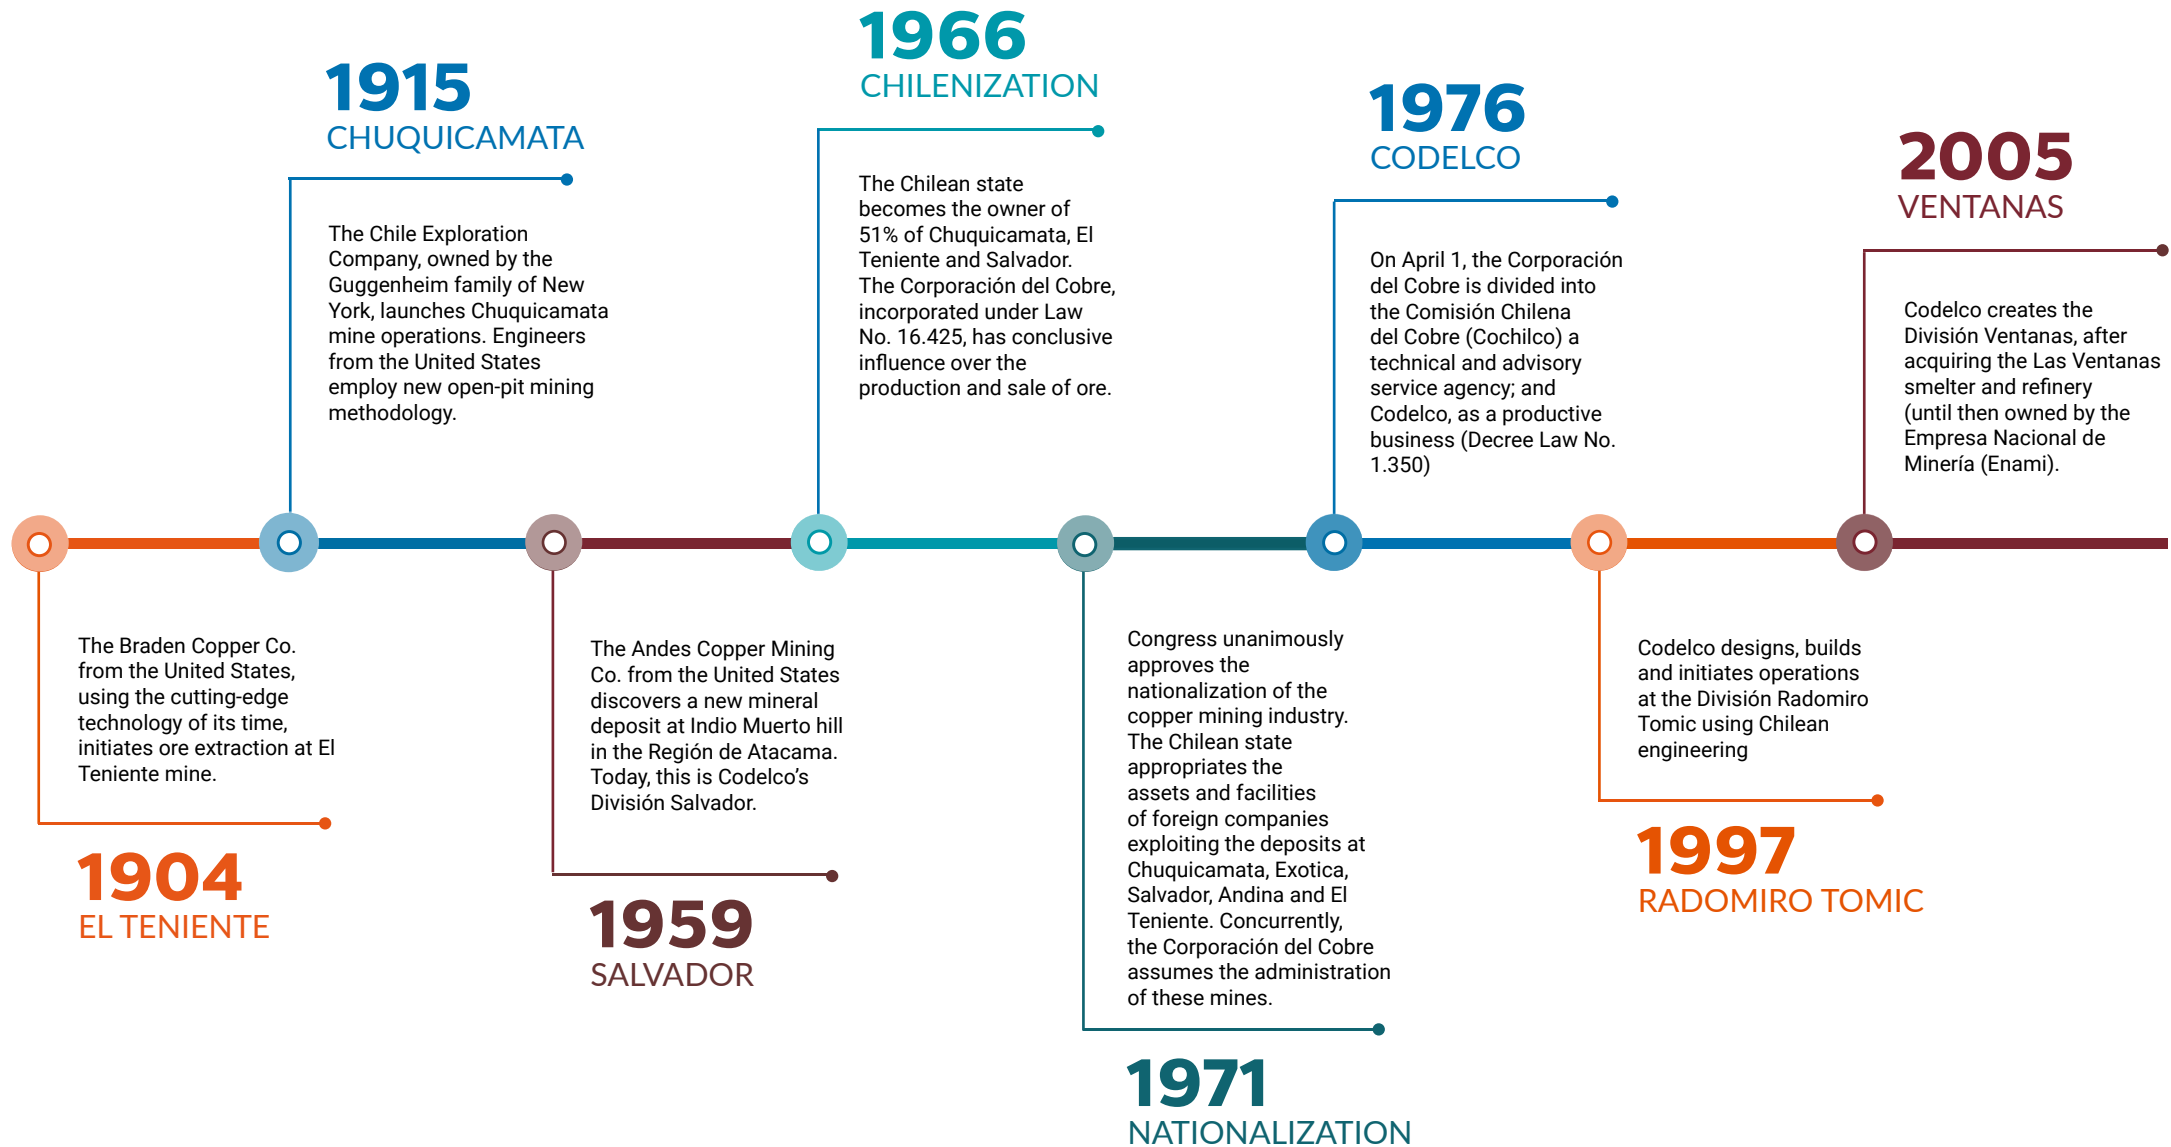 1904
EL TENIENTE
The Braden Copper Co.
from the United States,
using the cutting-edge
technology of its time,
initiates ore extraction at El
Teniente mine.
1915
CHUQUICAMATA
The Chile Exploration
Company, owned by the
Guggenheim family of New
York, launches Chuquicamata
mine operations. Engineers
from the United States
employ new open-pit mining
methodology.
1959
SALVADOR
The Andes Copper Mining
Co. from the United States
discovers a new mineral
deposit at Indio Muerto hill
in the Región de Atacama.
Today, this is Codelco’s
División Salvador.
1966
CHILENIZATION
The Chilean state
becomes the owner of
51% of Chuquicamata, El
Teniente and Salvador.
The Corporación del Cobre,
incorporated under Law
No. 16.425, has conclusive
influence over the
production and sale of ore.
1971
NATIONALIZATION
Congress unanimously
approves the
nationalization of the
copper mining industry.
The Chilean state
appropriates the
assets and facilities
of foreign companies
exploiting the deposits at
Chuquicamata, Exotica,
Salvador, Andina and El
Teniente. Concurrently,
the Corporación del Cobre
assumes the administration
of these mines.
1976
CODELCO
On April 1, the Corporación
del Cobre is divided into
the Comisión Chilena
del Cobre (Cochilco) a
technical and advisory
service agency; and
Codelco, as a productive
business (Decree Law No.
1.350)
1997
RADOMIRO TOMIC
Codelco designs, builds
and initiates operations
at the División Radomiro
Tomic using Chilean
engineering
2005
VENTANAS
Codelco creates the
División Ventanas, after
acquiring the Las Ventanas
smelter and refinery
(until then owned by the
Empresa Nacional de
Minería (Enami).